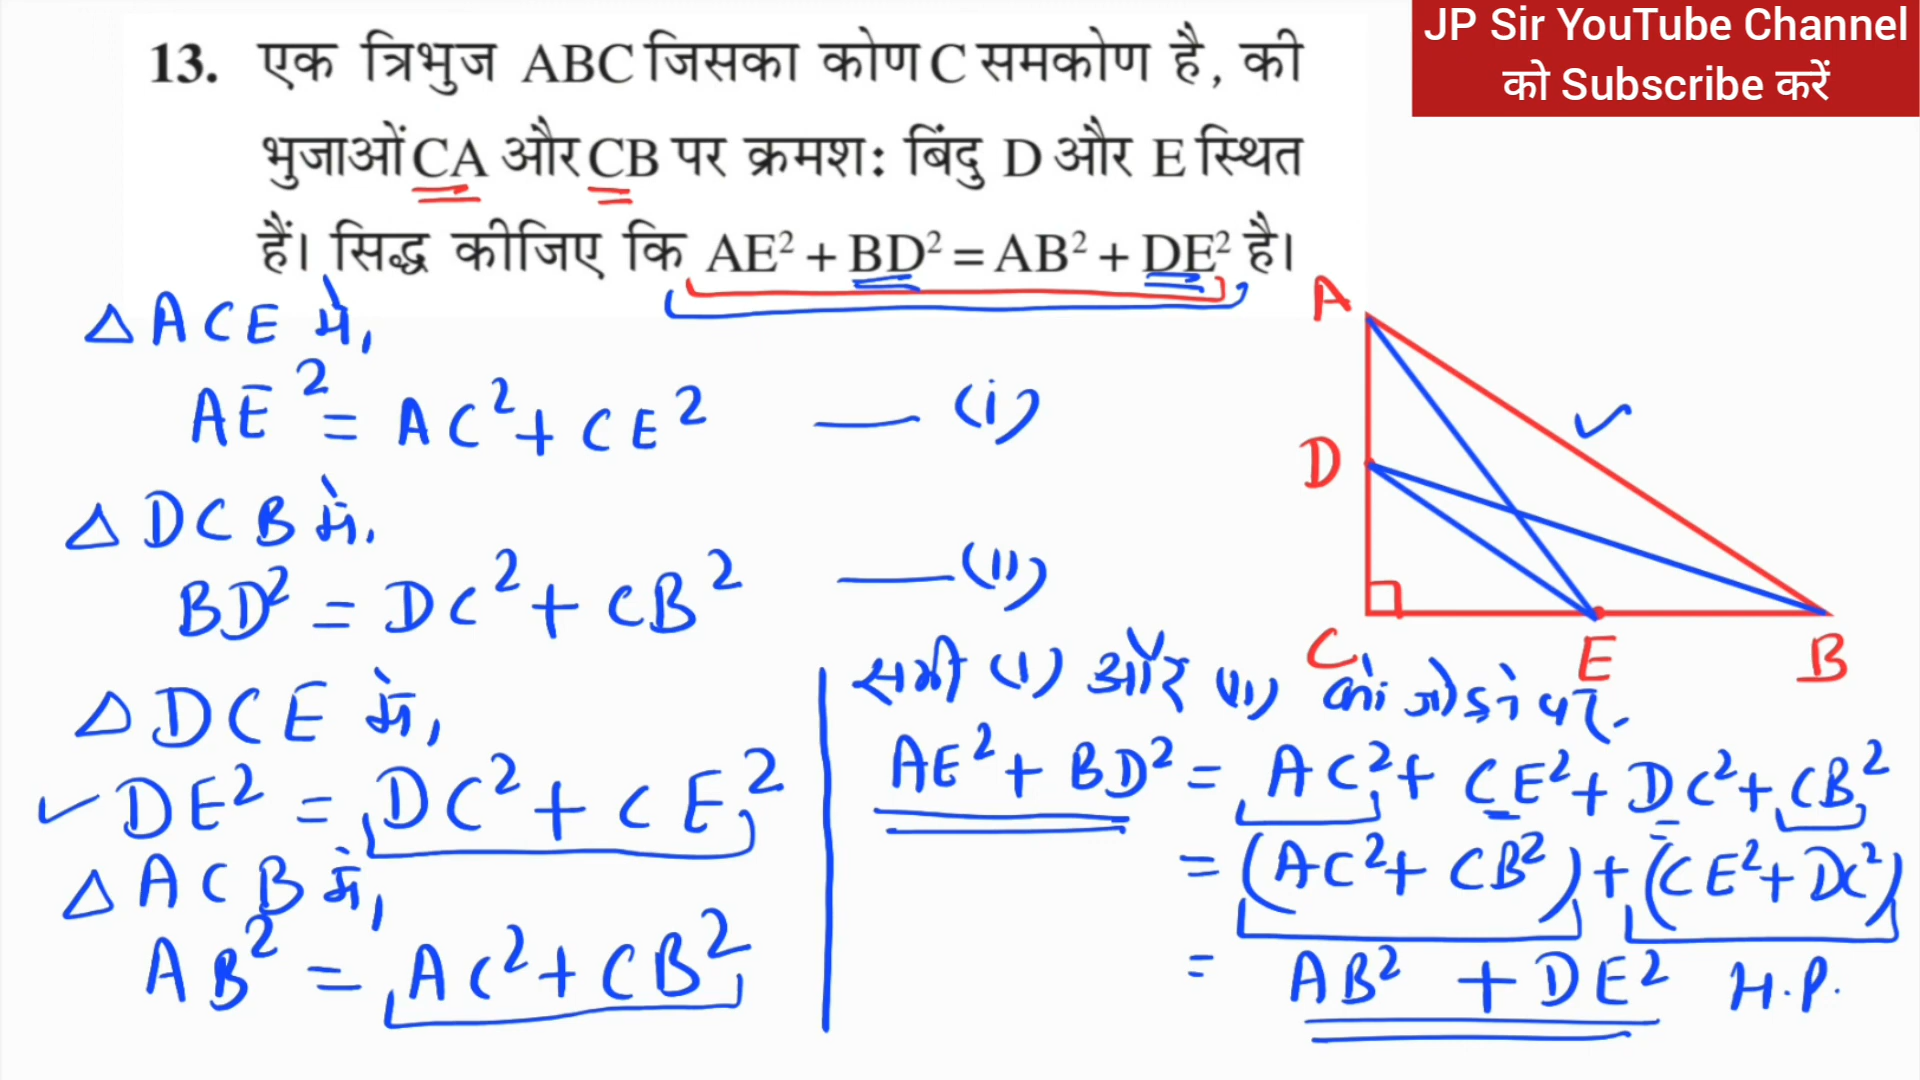 JP Sir YouTube Channel
को Subscribe करें
13. एक त्रिभुज ABC जिसका कोण C समकोण है, की
भुजाओं CA और CB पर क्रमश: बिंदु D और E स्थित
हैं। सिद्ध कीजिए कि AE² + BD² = AB² + DE² है।
△ ACE में,
AE² = AC² + CE² — (i)
△ DCB में,
BD² = DC² + CB² — (ii)
△ DCE में,
✓ DE² = DC² + CE²
△ ACB में,
AB² = AC² + CB²
A
✓
D
C E B
समी (i) और (ii) को जोड़ने पर.
AE² + BD² = AC² + CE² + DC² + CB²
= (AC² + CB²) + (CE² + DC²)
= AB² + DE² H.P.